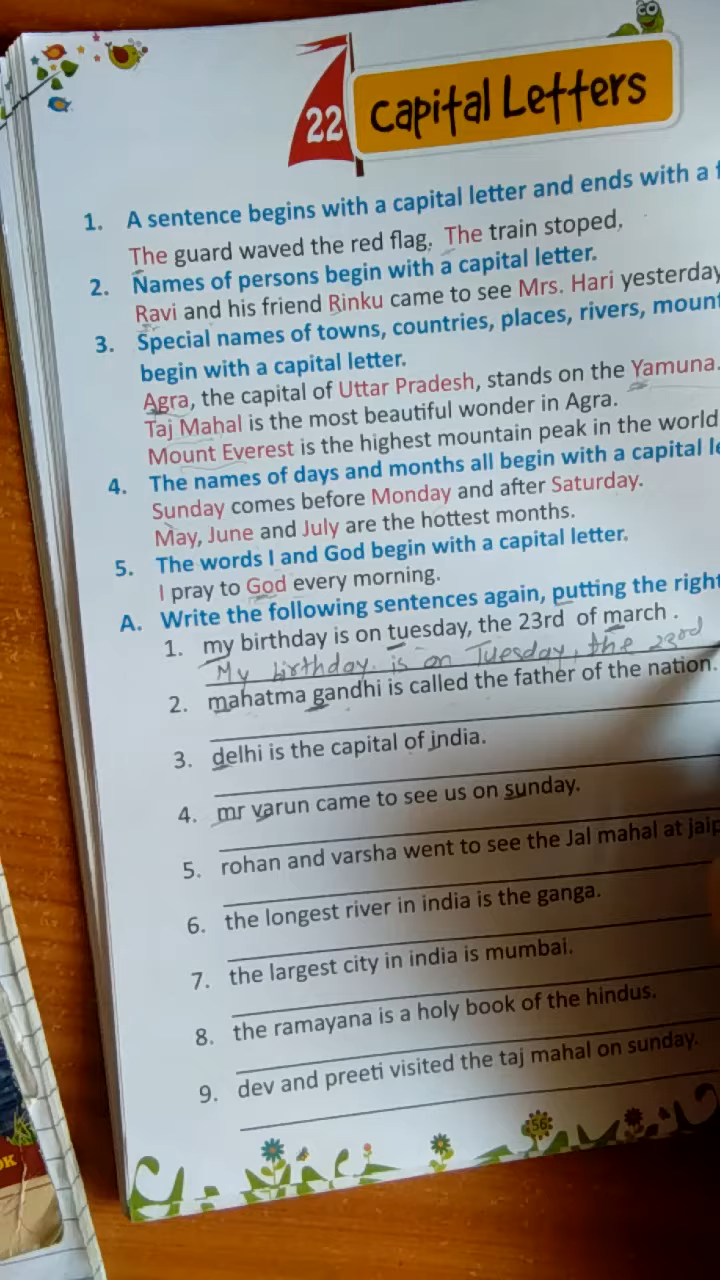 22 Capital Letters
1. A sentence begins with a capital letter and ends with a
The guard waved the red flag. The train stoped,
2. Names of persons begin with a capital letter.
Ravi and his friend Rinku came to see Mrs. Hari yesterday
3. Special names of towns, countries, places, rivers,
begin with a capital letter.
Agra, the capital of Uttar Pradesh, stands on the Yamuna.
Taj Mahal is the most beautiful wonder in Agra.
Mount Everest is the highest mountain peak in the world
4. The names of days and months all begin with a capital
Sunday comes before Monday and after Saturday.
May, June and July are the hottest months.
5. The words I and God begin with a capital letter.
I pray to God every morning.
A. Write the following sentences again, putting the right
1. my birthday is on tuesday, the 23rd of march .
My birthday. is on Tuesday, the 23rd
2. mahatma gandhi is called the father of the nation.
3. delhi is the capital of india.
4. mr varun came to see us on sunday.
5. rohan and varsha went to see the Jal mahal at
6. the longest river in india is the ganga.
7. the largest city in india is mumbai.
8. the ramayana is a holy book of the hindus.
9. dev and preeti visited the taj mahal on sunday.
56